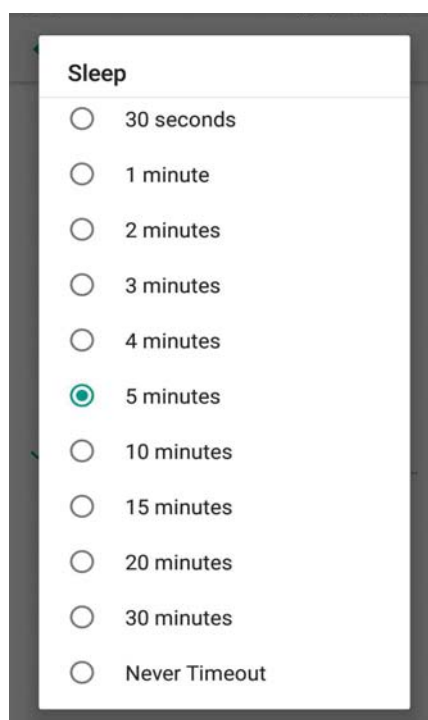 Sleep
30 seconds
1 minute
2 minutes
3 minutes
4 minutes
5 minutes
10 minutes
15 minutes
20 minutes
30 minutes
Never Timeout